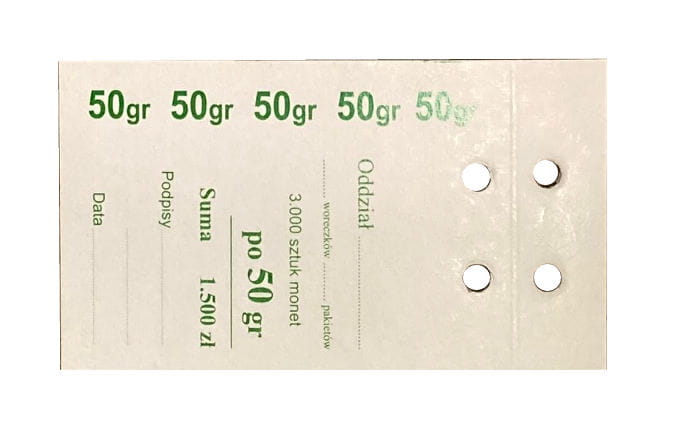 50gr 50gr 50gr 50gr 50gr
Oddział ....................
........... woreczków ........... pakietów
3.000 sztuk monet
po 50 gr
Suma 1.500 zł
Podpisy ....................
Data ....................